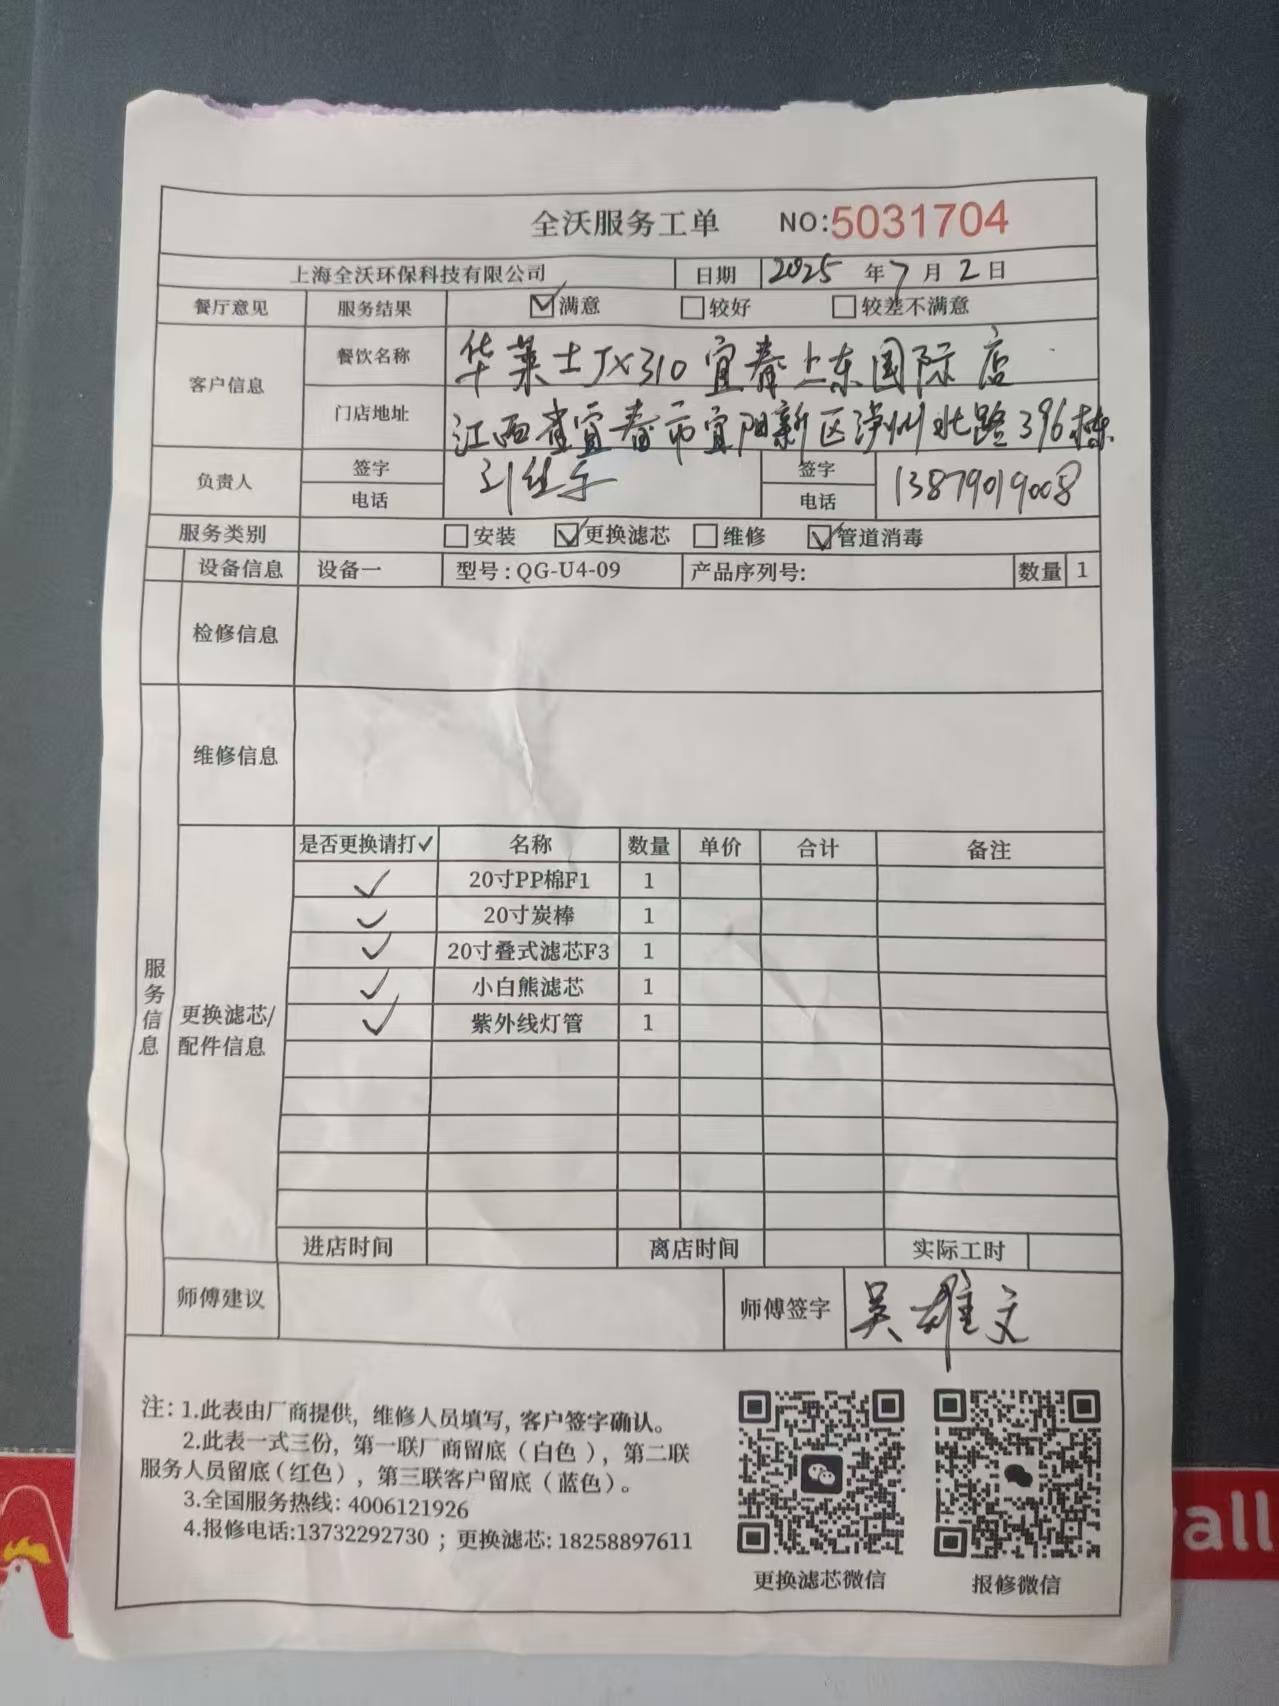 全沃服务工单 NO:5031704
上海全沃环保科技有限公司 日期 2025 年 7 月 2 日
餐厅意见 服务结果 ☑满意 □较好 □较差不满意
客户信息 餐饮名称 华莱士JX310宜春上东国际店
门店地址 江西省宜春市宜阳新区泸州北路396栋
负责人 签字 签字
电话 电话 13879019008
服务类别 □安装 ☑更换滤芯 □维修 ☑管道消毒
设备信息 设备一 型号:QG-U4-09 产品序列号: 数量 1
检修信息
维修信息
服务信息
更换滤芯/配件信息
是否更换请打✓ 名称 数量 单价 合计 备注
✓ 20寸PP棉F1 1
✓ 20寸炭棒 1
✓ 20寸叠式滤芯F3 1
✓ 小白熊滤芯 1
✓ 紫外线灯管 1
进店时间 离店时间 实际工时
师傅建议 师傅签字 吴雄文
注:1.此表由厂商提供,维修人员填写,客户签字确认。
2.此表一式三份,第一联厂商留底(白色),第二联
服务人员留底(红色),第三联客户留底(蓝色)。
3.全国服务热线:4006121926
4.报修电话:13732292730;更换滤芯:18258897611
更换滤芯微信 报修微信
all